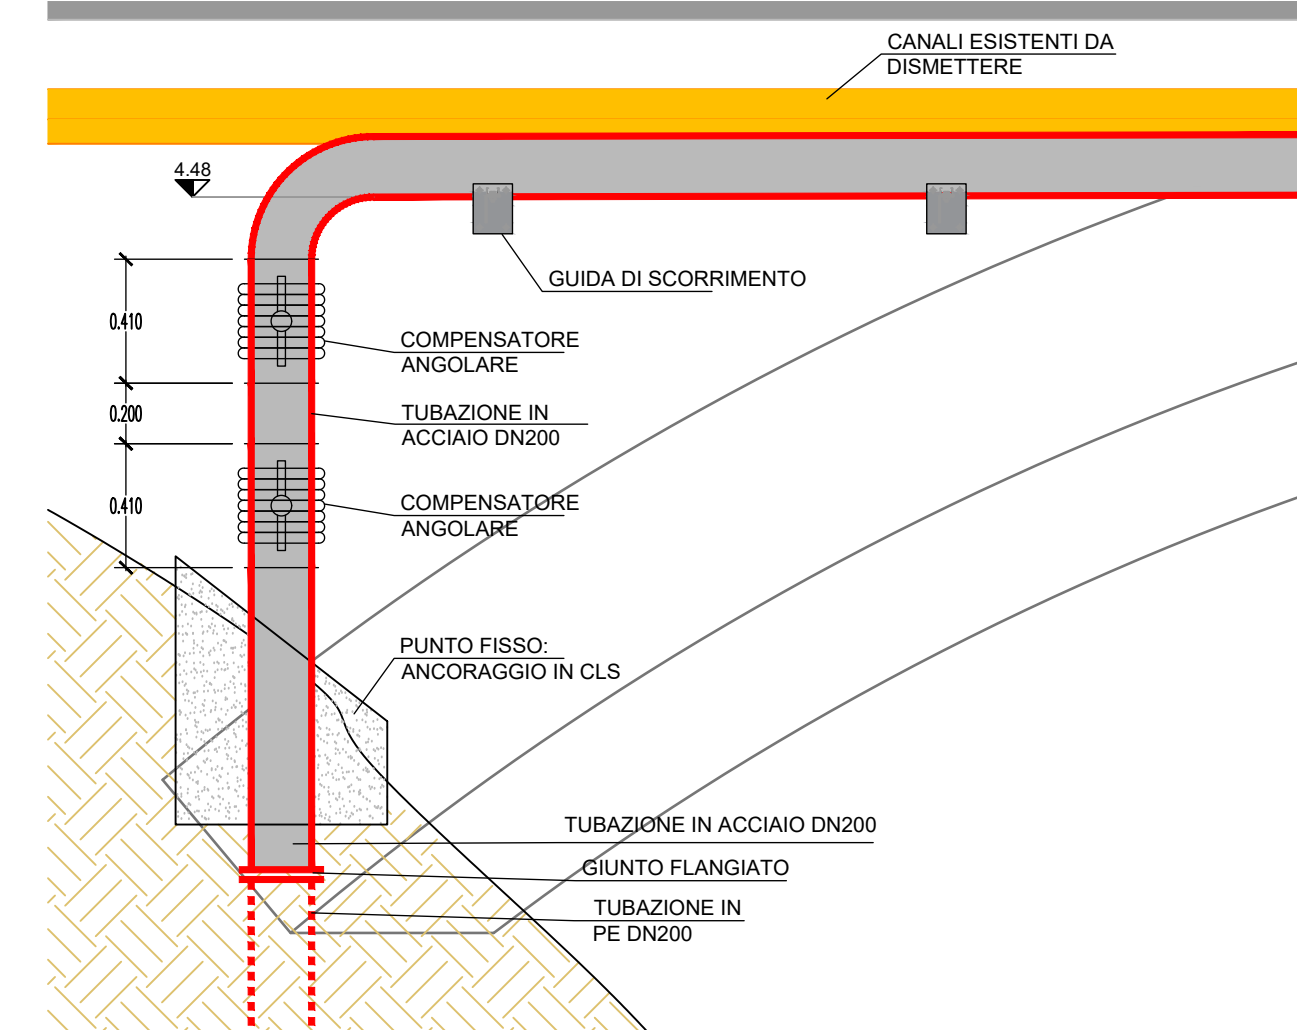 CANALI ESISTENTI DA
DISMETTERE
4.48
GUIDA DI SCORRIMENTO
0.410
COMPENSATORE
ANGOLARE
0.200
TUBAZIONE IN
ACCIAIO DN200
0.410
COMPENSATORE
ANGOLARE
PUNTO FISSO:
ANCORAGGIO IN CLS
TUBAZIONE IN ACCIAIO DN200
GIUNTO FLANGIATO
TUBAZIONE IN
PE DN200